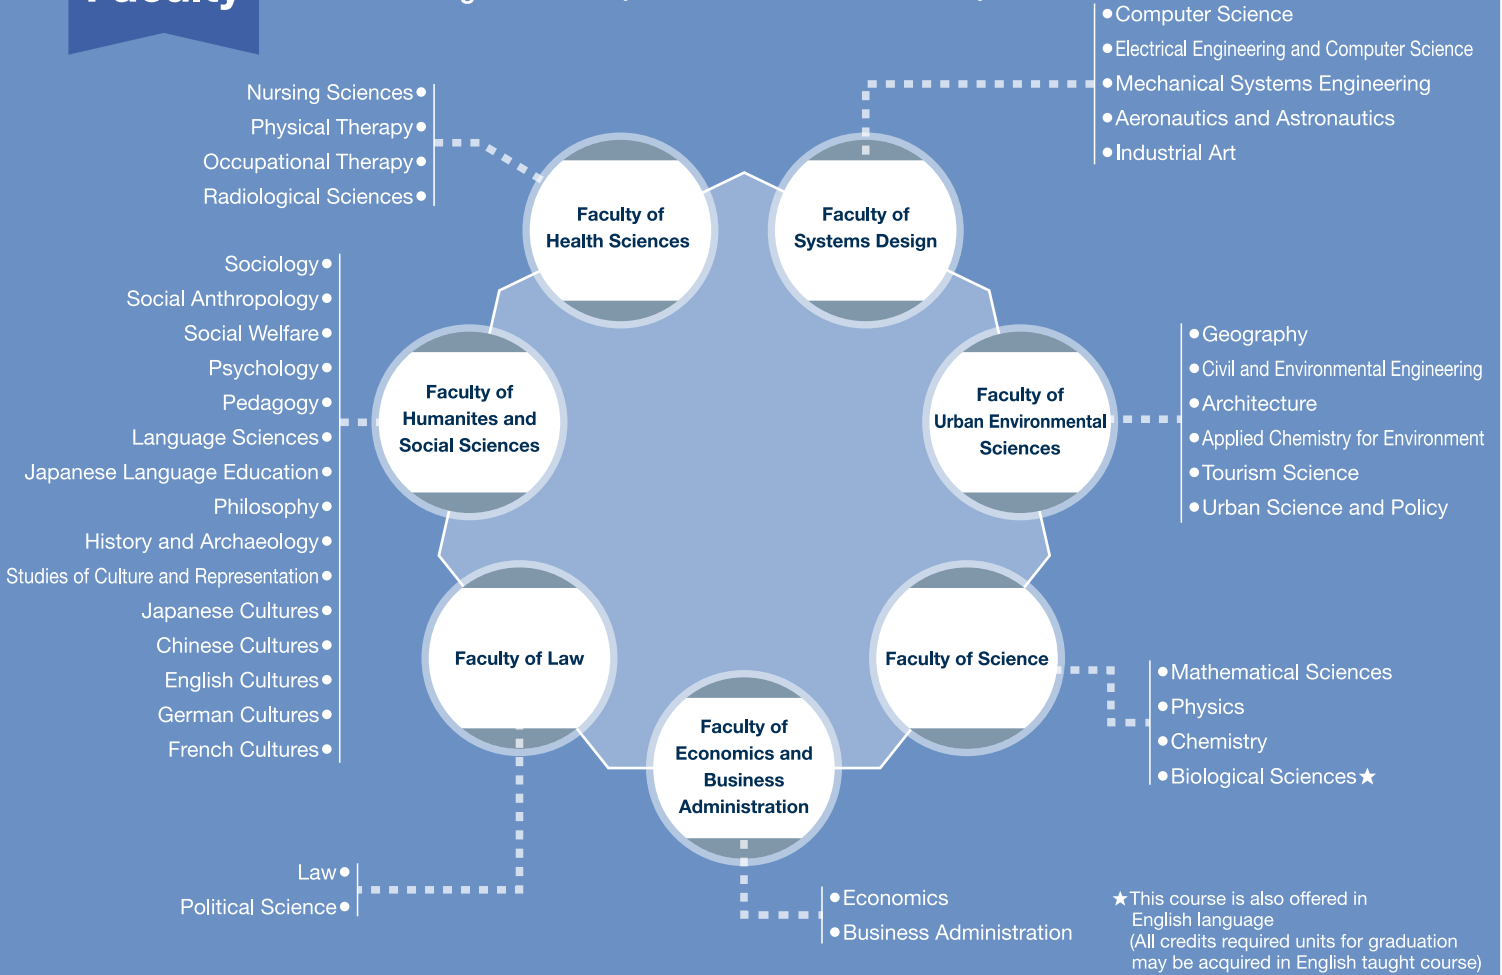 Faculty
Computer Science
Electrical Engineering and Computer Science
Mechanical Systems Engineering
Aeronautics and Astronautics
Industrial Art
Nursing Sciences
Physical Therapy
Occupational Therapy
Radiological Sciences
Faculty of
Health Sciences
Faculty of
Systems Design
Sociology
Social Anthropology
Social Welfare
Psychology
Pedagogy
Language Sciences
Japanese Language Education
Philosophy
History and Archaeology
Studies of Culture and Representation
Japanese Cultures
Chinese Cultures
English Cultures
German Cultures
French Cultures
Faculty of
Humanites and
Social Sciences
Faculty of
Urban Environmental
Sciences
Geography
Civil and Environmental Engineering
Architecture
Applied Chemistry for Environment
Tourism Science
Urban Science and Policy
Faculty of Law
Faculty of Science
Faculty of
Economics and
Business
Administration
Mathematical Sciences
Physics
Chemistry
Biological Sciences★
Law
Political Science
Economics
Business Administration
★This course is also offered in
English language
(All credits required units for graduation
may be acquired in English taught course)